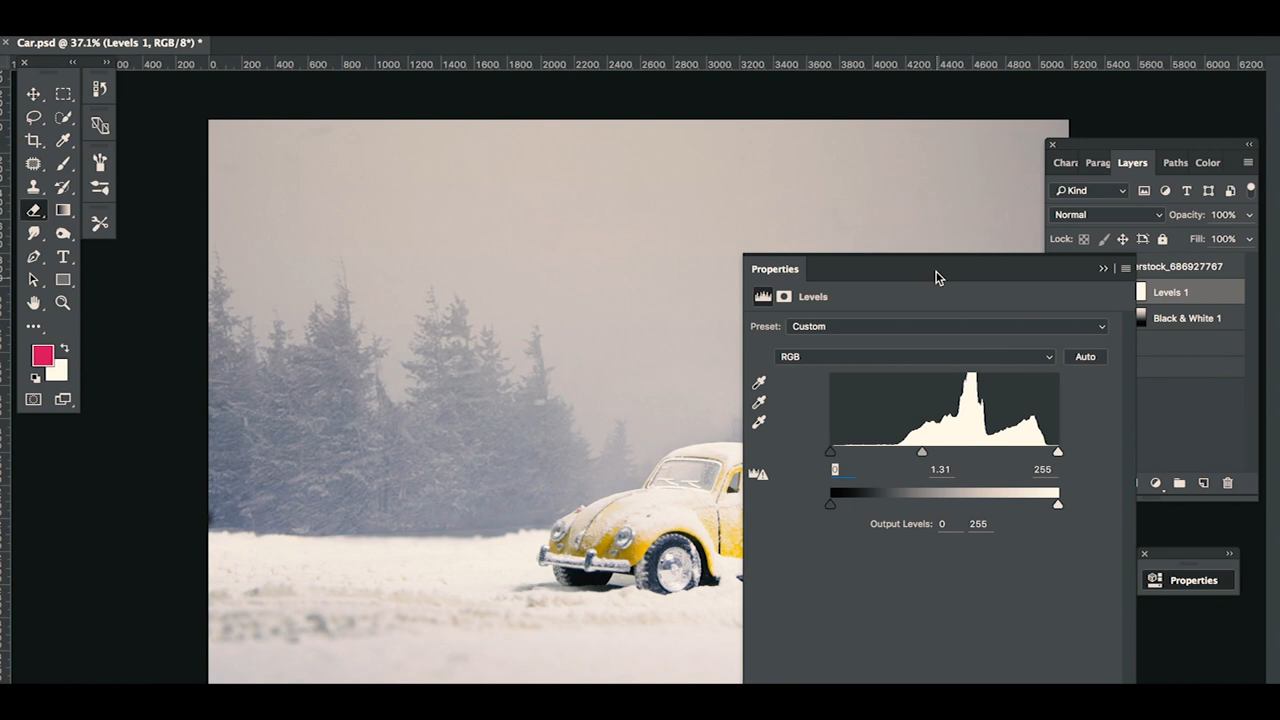 Car.psd @ 37.1% (Levels 1, RGB/8*) *
400 200 0 200 400 600 800 1000 1200 1400 1600 1800 2000 2200 2400 2600 2800 3000 3200 3400 3600 3800 4000 4200 4400 4600 4800 5000 5200 5400 5600 5800 6000 6200
Chara Parag Layers Paths Color
Kind
Normal Opacity: 100%
Lock: Fill: 100%
erstock_686927767
Levels 1
Black & White 1
Properties
Levels
Preset: Custom
RGB Auto
0 1.31 255
Output Levels: 0 255
Properties